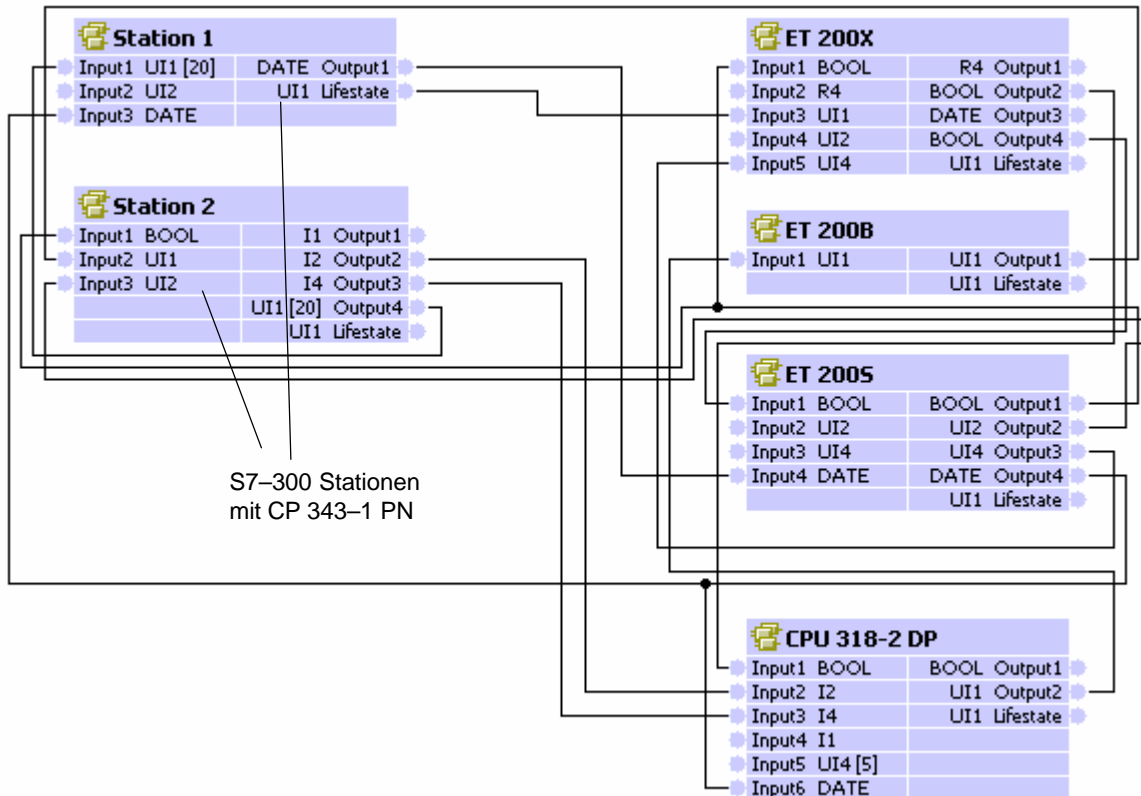 Station 1
Input1 UI1 [20] DATE Output1
Input2 UI2 UI1 Lifestate
Input3 DATE
Station 2
Input1 BOOL I1 Output1
Input2 UI1 I2 Output2
Input3 UI2 I4 Output3
UI1 [20] Output4
UI1 Lifestate
S7–300 Stationen
mit CP 343–1 PN
ET 200X
Input1 BOOL R4 Output1
Input2 R4 BOOL Output2
Input3 UI1 DATE Output3
Input4 UI2 BOOL Output4
Input5 UI4 UI1 Lifestate
ET 200B
Input1 UI1 UI1 Output1
UI1 Lifestate
ET 200S
Input1 BOOL BOOL Output1
Input2 UI2 UI2 Output2
Input3 UI4 UI4 Output3
Input4 DATE DATE Output4
UI1 Lifestate
CPU 318-2 DP
Input1 BOOL BOOL Output1
Input2 I2 UI1 Output2
Input3 I4 UI1 Lifestate
Input4 I1
Input5 UI4 [5]
Input6 DATE